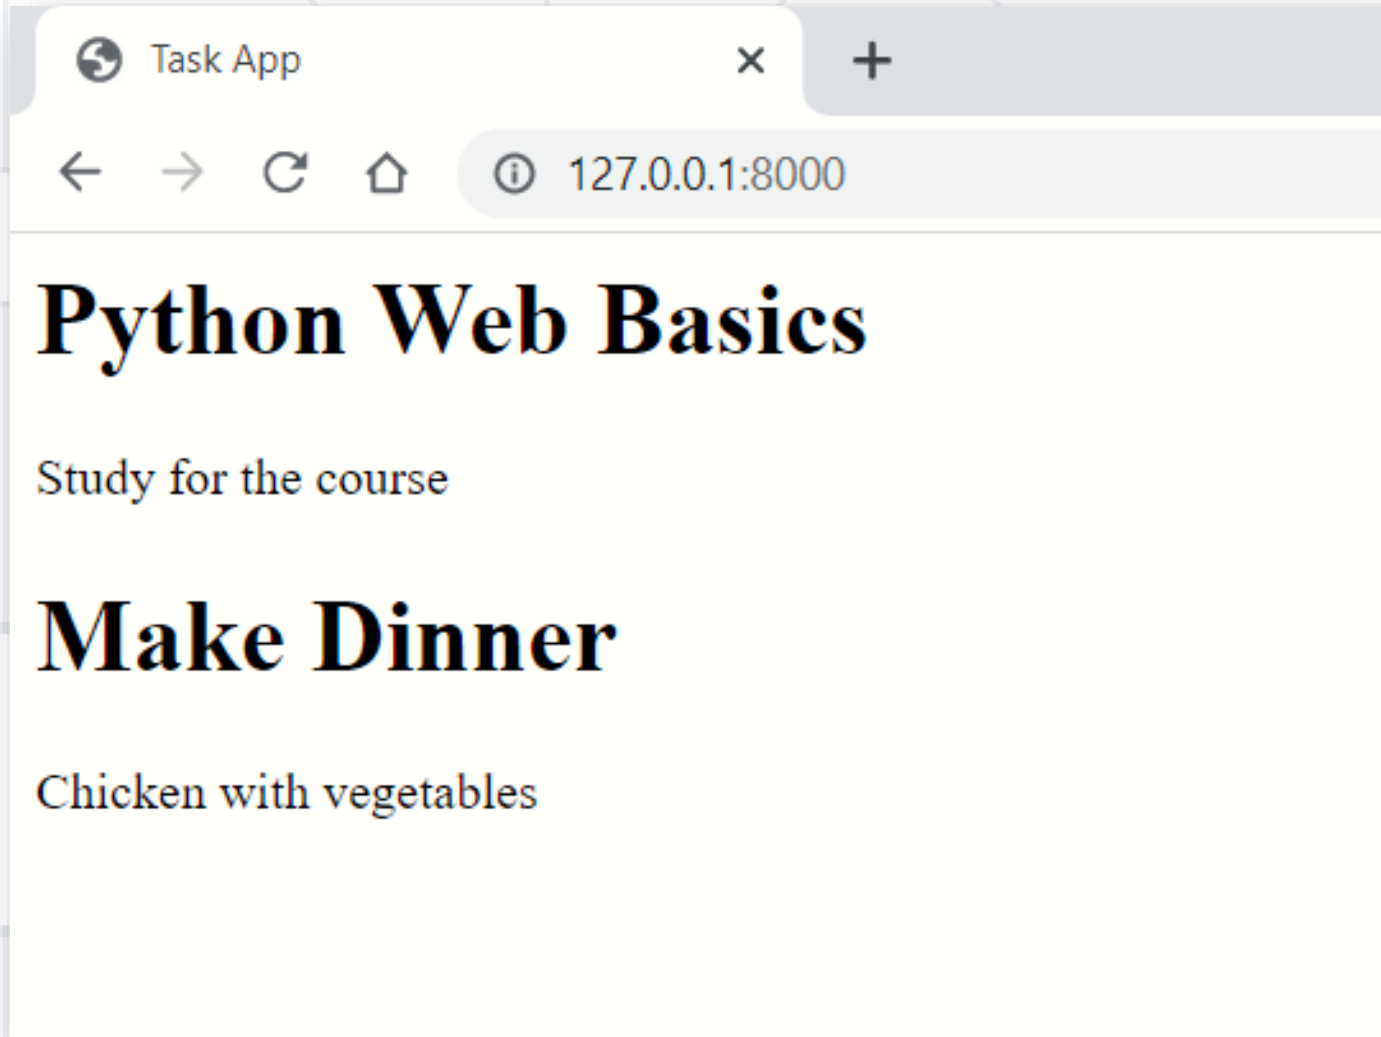 Task App
127.0.0.1:8000
Python Web Basics
Study for the course
Make Dinner
Chicken with vegetables